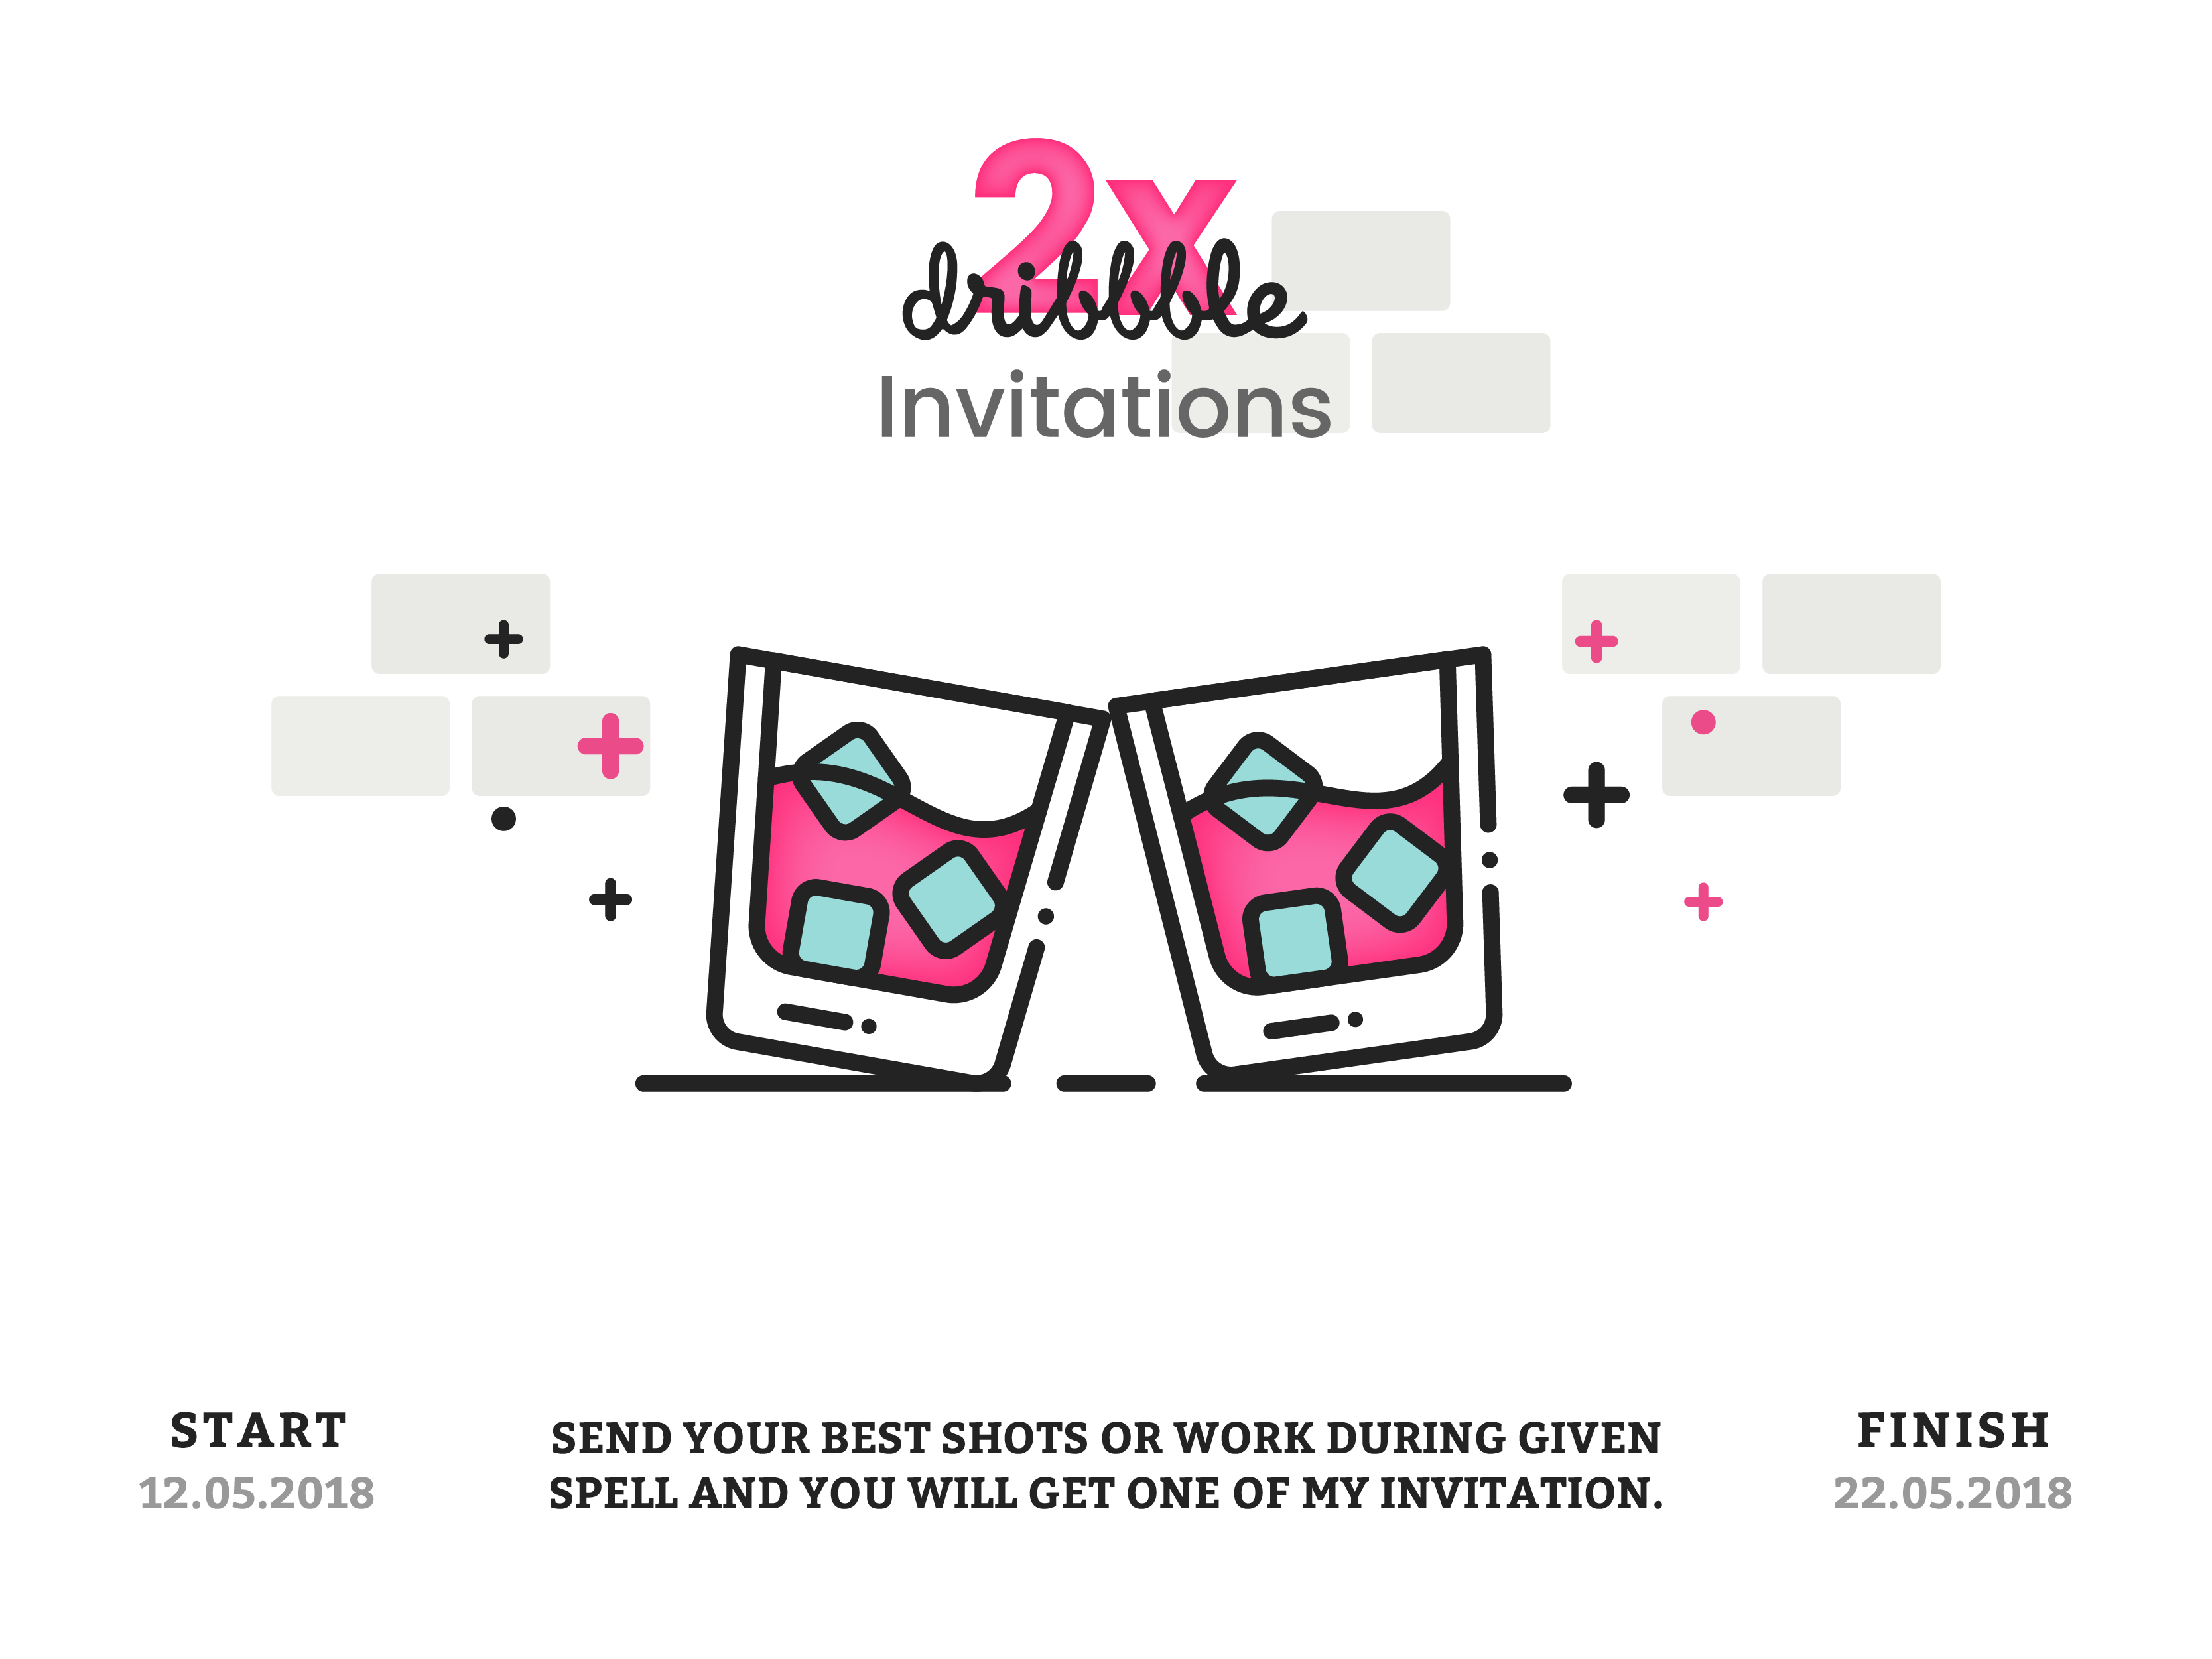 2x
dribbble
Invitations
START
12.05.2018
SEND YOUR BEST SHOTS OR WORK DURING GIVEN
SPELL AND YOU WILL GET ONE OF MY INVITATION.
FINISH
22.05.2018